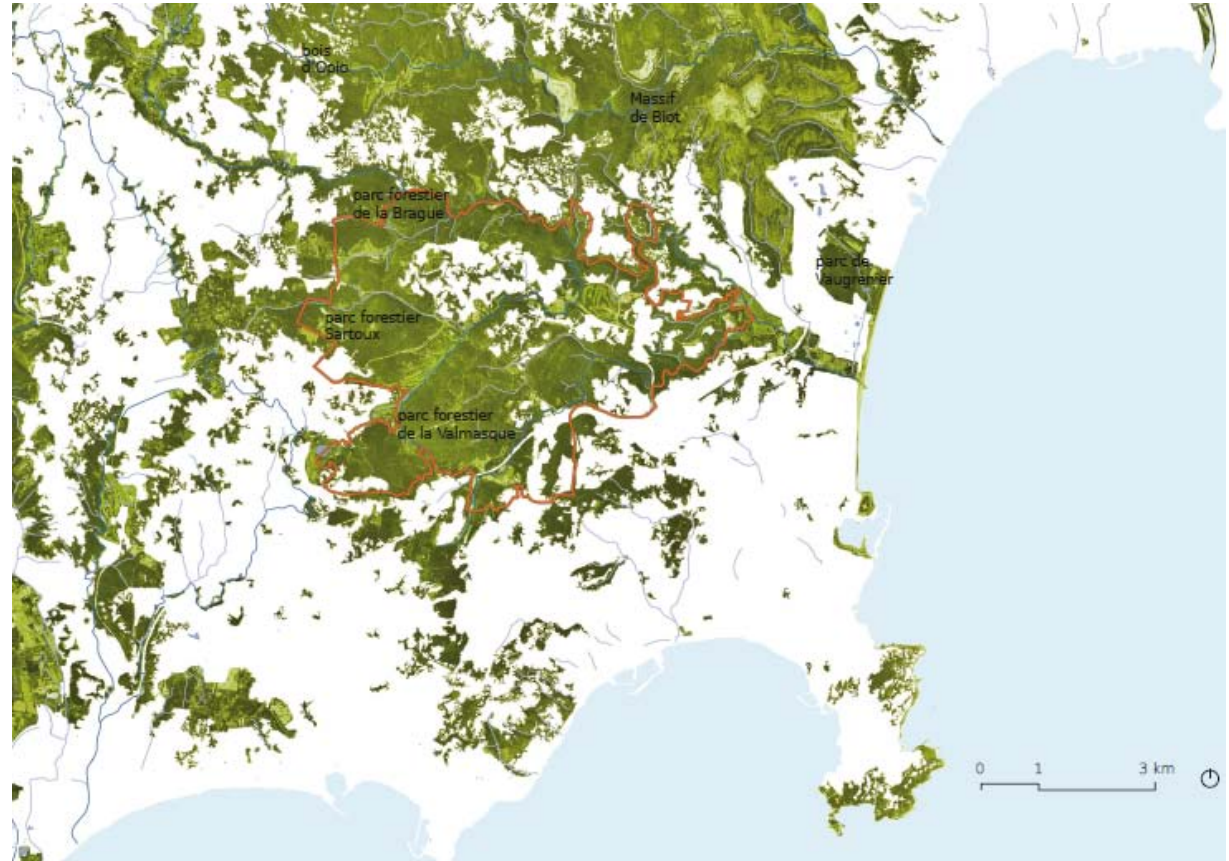 bois
d'Opio
Massif
de Biot
parc forestier
de la Brague
parc de
Vaugrenier
parc forestier
Sartoux
parc forestier
de la Valmasque
0 1 3 km